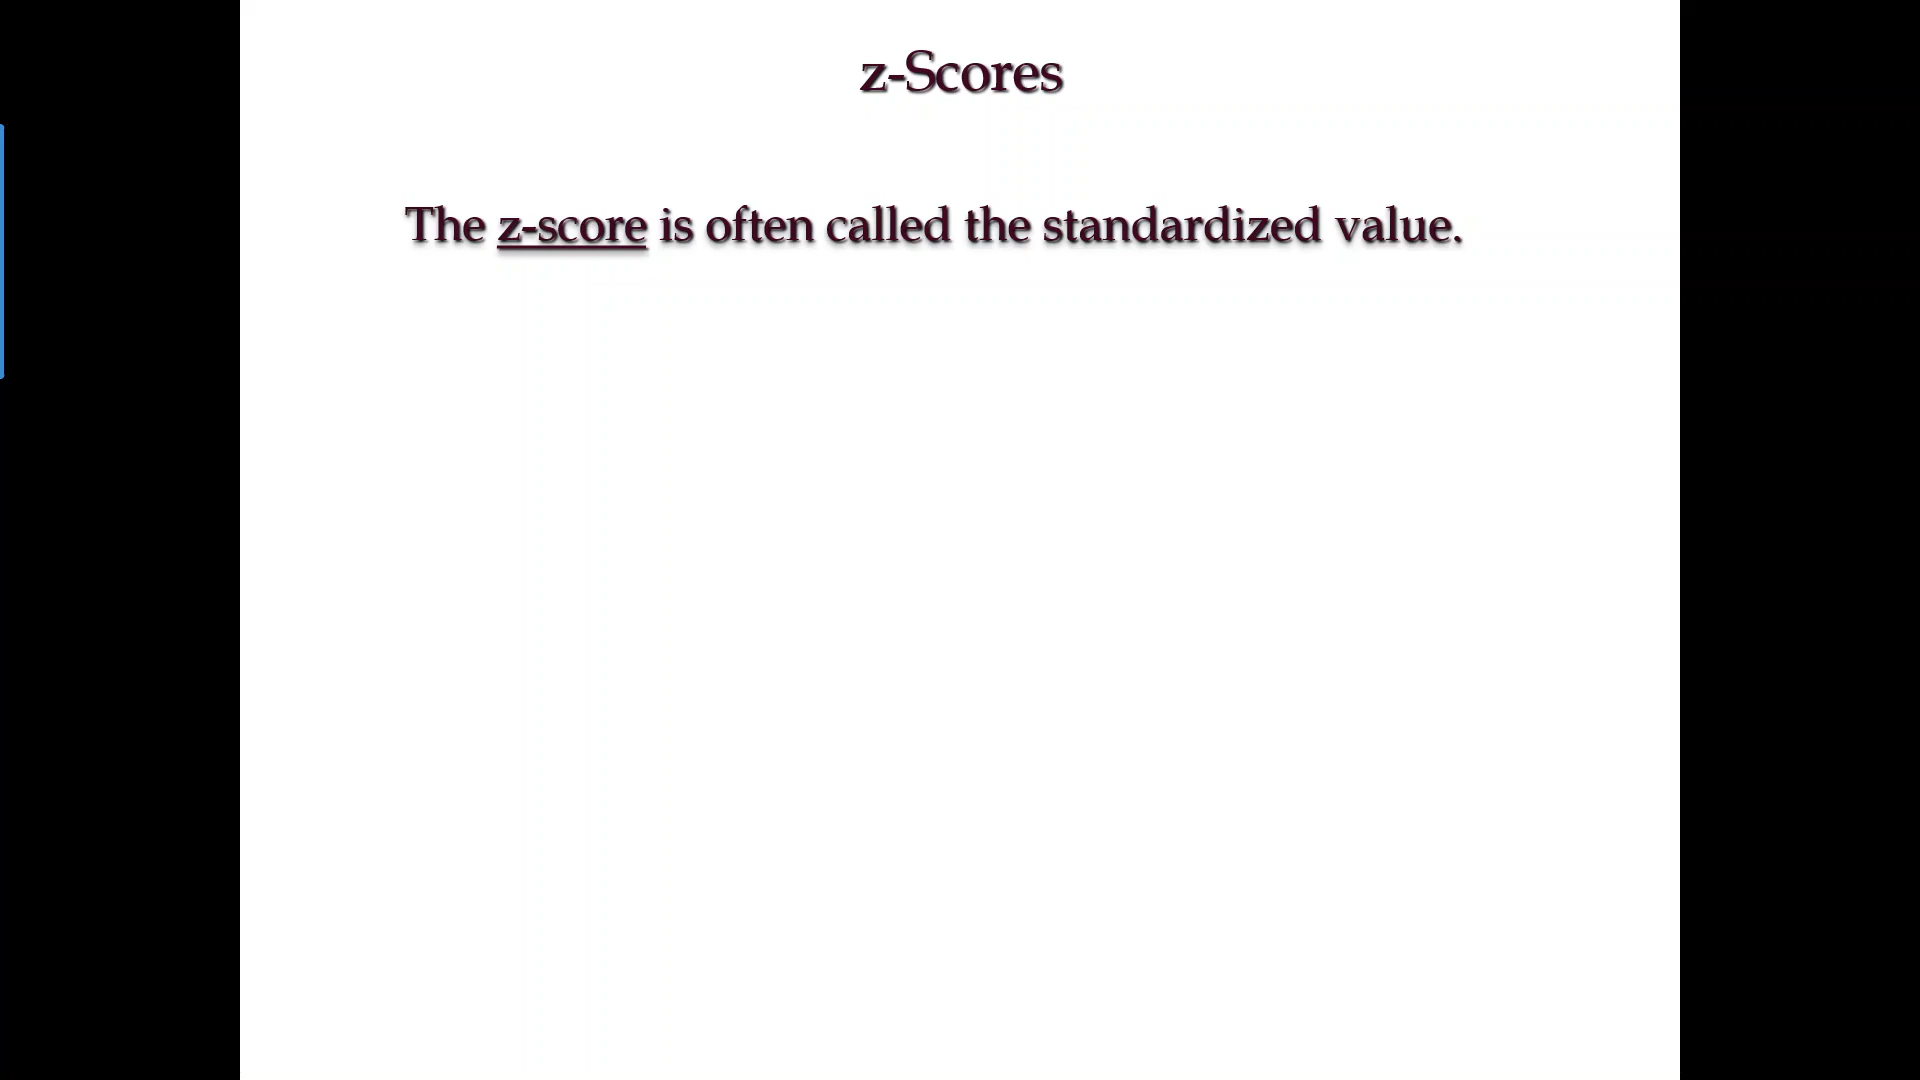 z-Scores
The z-score is often called the standardized value.